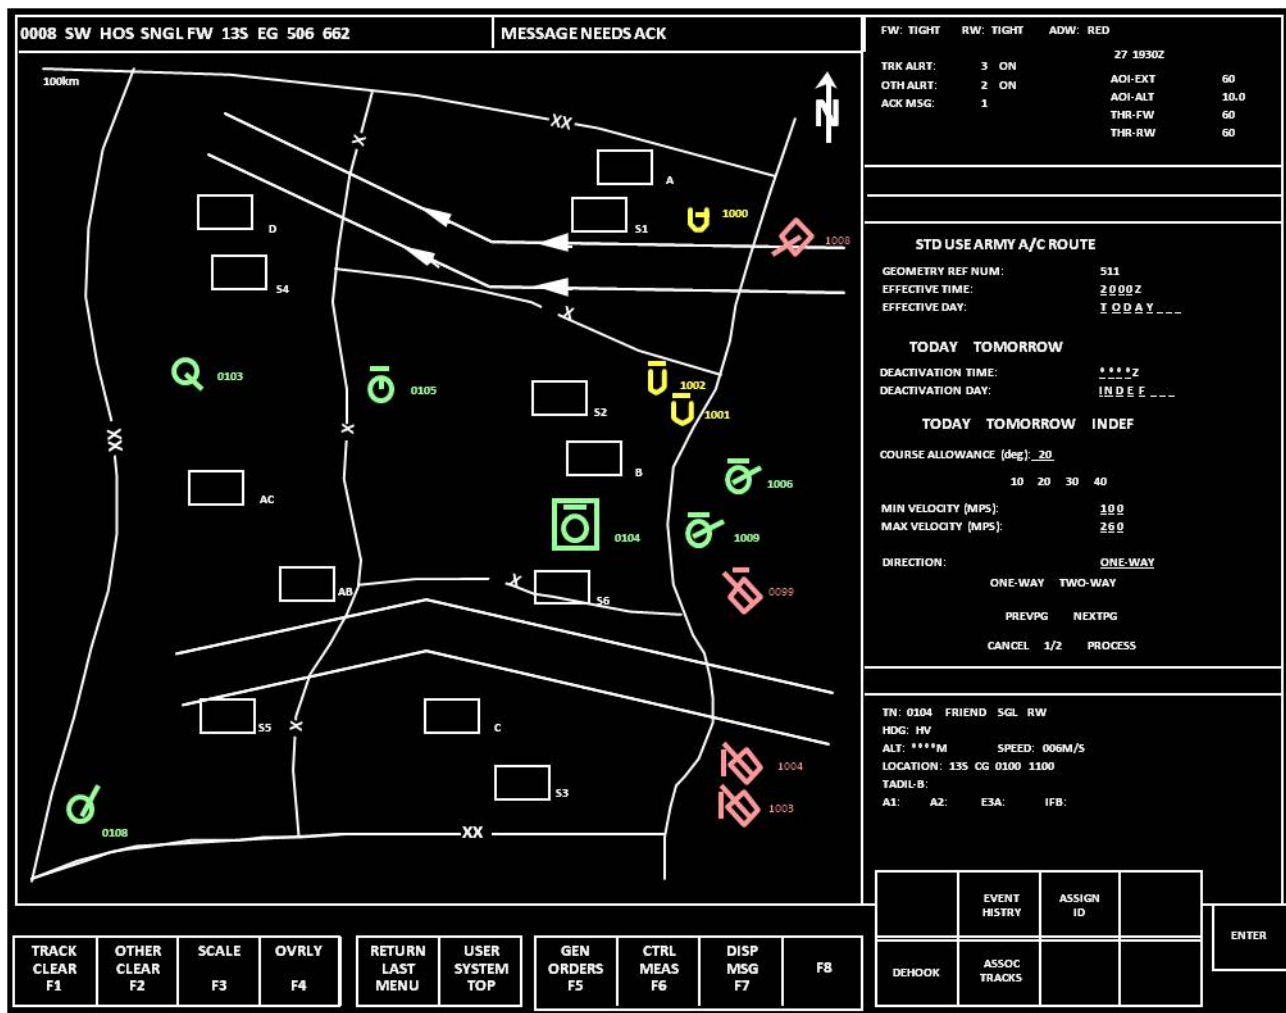 0008 SW HOS SNGL FW 13S EG 506 662
MESSAGE NEEDS ACK
100km
XX
X
A
D
S1
1000
1008
S4
X
0103
0105
1002
1001
S2
XX
X
B
1006
AC
0104
1009
X
AB
S6
0099
S5
X
C
1004
S3
1003
0108
XX
N
FW: TIGHT RW: TIGHT ADW: RED
27 1930Z
TRK ALRT: 3 ON
AOI-EXT 60
OTH ALRT: 2 ON
AOI-ALT 10.0
ACK MSG: 1
THR-FW 60
THR-RW 60
STD USE ARMY A/C ROUTE
GEOMETRY REF NUM: 511
EFFECTIVE TIME: 2000Z
EFFECTIVE DAY: TODAY___
TODAY TOMORROW
DEACTIVATION TIME: ****Z
DEACTIVATION DAY: INDEF___
TODAY TOMORROW INDEF
COURSE ALLOWANCE (deg): 20
10 20 30 40
MIN VELOCITY (MPS): 100
MAX VELOCITY (MPS): 260
DIRECTION: ONE-WAY
ONE-WAY TWO-WAY
PREVPG NEXTPG
CANCEL 1/2 PROCESS
TN: 0104 FRIEND SGL RW
HDG: HV
ALT: ****M SPEED: 006M/S
LOCATION: 13S CG 0100 1100
TADIL-B:
A1: A2: E3A: IFB:
EVENT
HISTRY
ASSIGN
ID
DEHOOK
ASSOC
TRACKS
ENTER
TRACK
CLEAR
F1
OTHER
CLEAR
F2
SCALE
F3
OVRLY
F4
RETURN
LAST
MENU
USER
SYSTEM
TOP
GEN
ORDERS
F5
CTRL
MEAS
F6
DISP
MSG
F7
F8